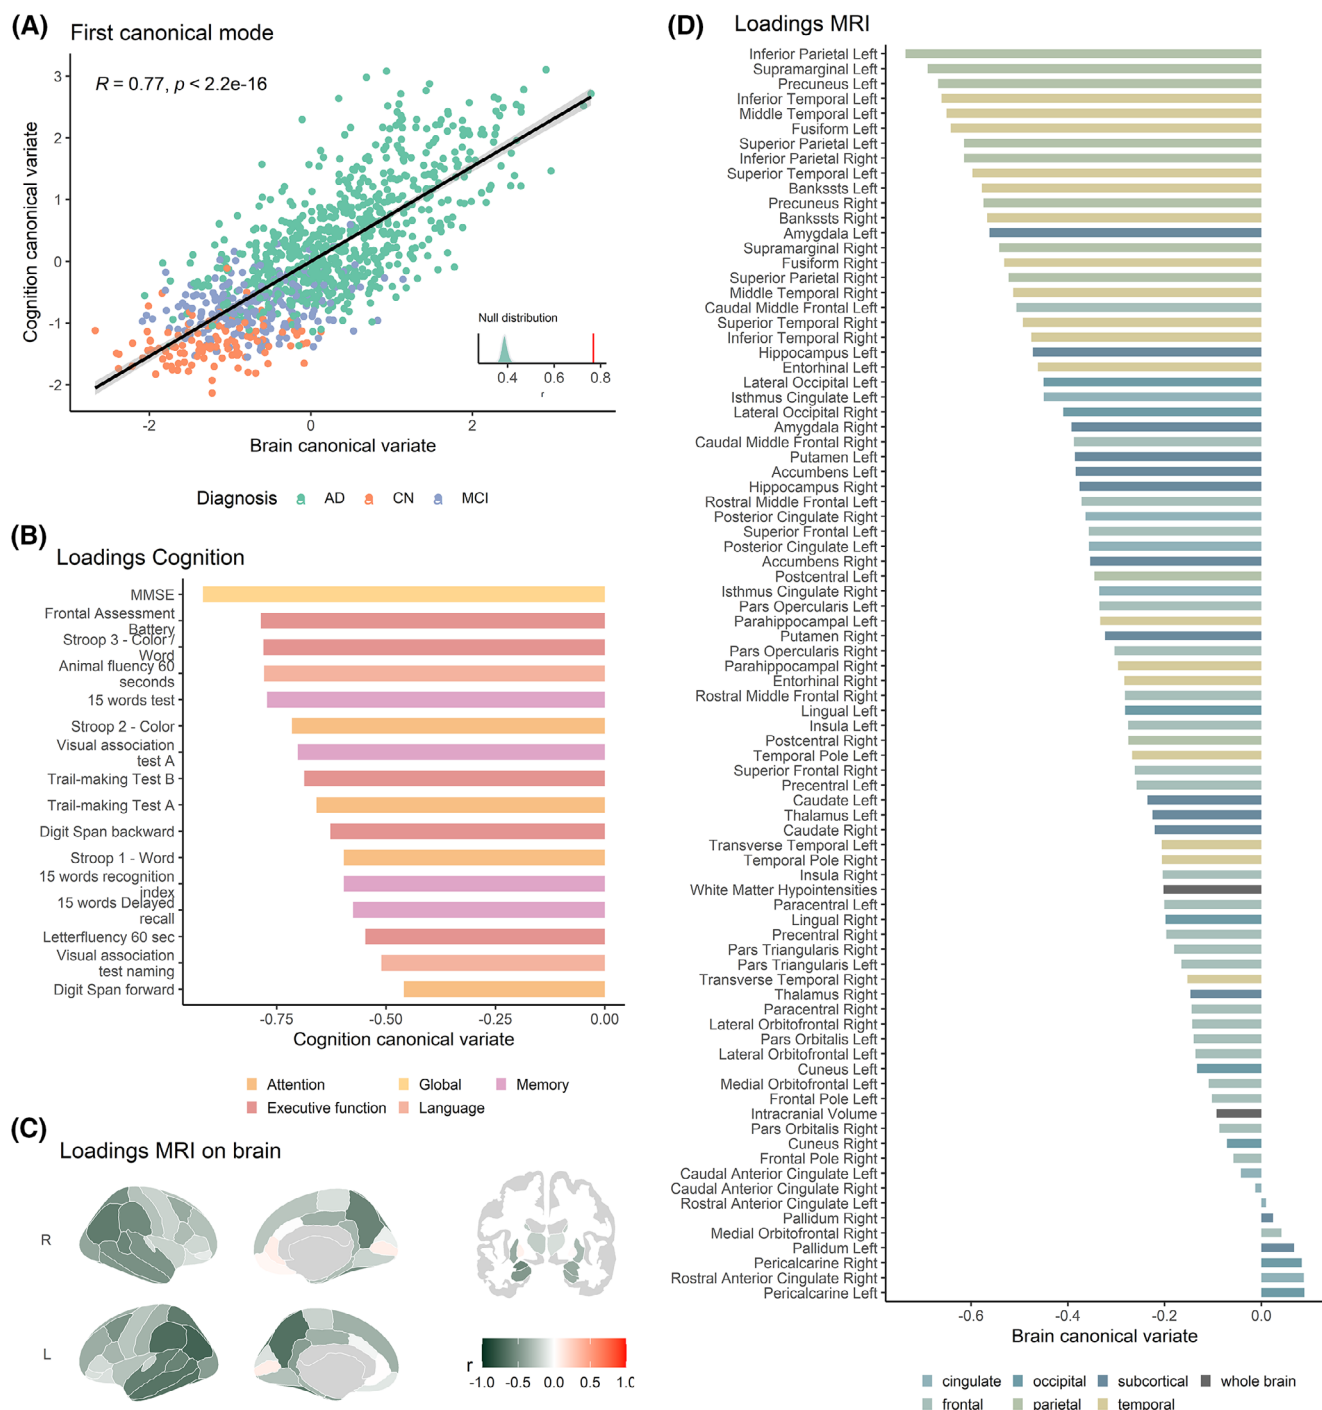 (A)
First canonical mode
R = 0.77, p < 2.2e-16
Cognition canonical variate
3
2
1
0
-1
-2
Null distribution
0.4
0.6
0.8
r
-2
0
2
Brain canonical variate
Diagnosis
a AD
a CN
a MCI
(B)
Loadings Cognition
MMSE
Frontal Assessment
Battery
Stroop 3 - Color /
Word
Animal fluency 60
seconds
15 words test
Stroop 2 - Color
Visual association
test A
Trail-making Test B
Trail-making Test A
Digit Span backward
Stroop 1 - Word
15 words recognition
index
15 words Delayed
recall
Letterfluency 60 sec
Visual association
test naming
Digit Span forward
-0.75
-0.50
-0.25
0.00
Cognition canonical variate
Attention
Global
Memory
Executive function
Language
(C)
Loadings MRI on brain
R
L
r
-1.0
-0.5
0.0
0.5
1.0
(D)
Loadings MRI
Inferior Parietal Left
Supramarginal Left
Precuneus Left
Inferior Temporal Left
Middle Temporal Left
Fusiform Left
Superior Parietal Left
Inferior Parietal Right
Superior Temporal Left
Bankssts Left
Precuneus Right
Bankssts Right
Amygdala Left
Supramarginal Right
Fusiform Right
Superior Parietal Right
Middle Temporal Right
Caudal Middle Frontal Left
Superior Temporal Right
Inferior Temporal Right
Hippocampus Left
Entorhinal Left
Lateral Occipital Left
Isthmus Cingulate Left
Lateral Occipital Right
Amygdala Right
Caudal Middle Frontal Right
Putamen Left
Accumbens Left
Hippocampus Right
Rostral Middle Frontal Left
Posterior Cingulate Right
Superior Frontal Left
Posterior Cingulate Left
Accumbens Right
Postcentral Left
Isthmus Cingulate Right
Pars Opercularis Left
Parahippocampal Left
Putamen Right
Pars Opercularis Right
Parahippocampal Right
Entorhinal Right
Rostral Middle Frontal Right
Lingual Left
Insula Left
Postcentral Right
Temporal Pole Left
Superior Frontal Right
Precentral Left
Caudate Left
Thalamus Left
Caudate Right
Transverse Temporal Left
Temporal Pole Right
Insula Right
White Matter Hypointensities
Paracentral Left
Lingual Right
Precentral Right
Pars Triangularis Right
Pars Triangularis Left
Transverse Temporal Right
Thalamus Right
Paracentral Right
Lateral Orbitofrontal Right
Pars Orbitalis Left
Lateral Orbitofrontal Left
Cuneus Left
Medial Orbitofrontal Left
Frontal Pole Left
Intracranial Volume
Pars Orbitalis Right
Cuneus Right
Frontal Pole Right
Caudal Anterior Cingulate Left
Caudal Anterior Cingulate Right
Rostral Anterior Cingulate Left
Pallidum Right
Medial Orbitofrontal Right
Pallidum Left
Pericalcarine Right
Rostral Anterior Cingulate Right
Pericalcarine Left
-0.6
-0.4
-0.2
0.0
Brain canonical variate
cingulate
occipital
subcortical
whole brain
frontal
parietal
temporal